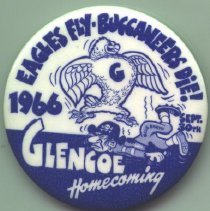 EAGLES FLY-BUCCANEERS DIE!
G
1966
SEPT.
30TH
GLENCOE
Homecoming